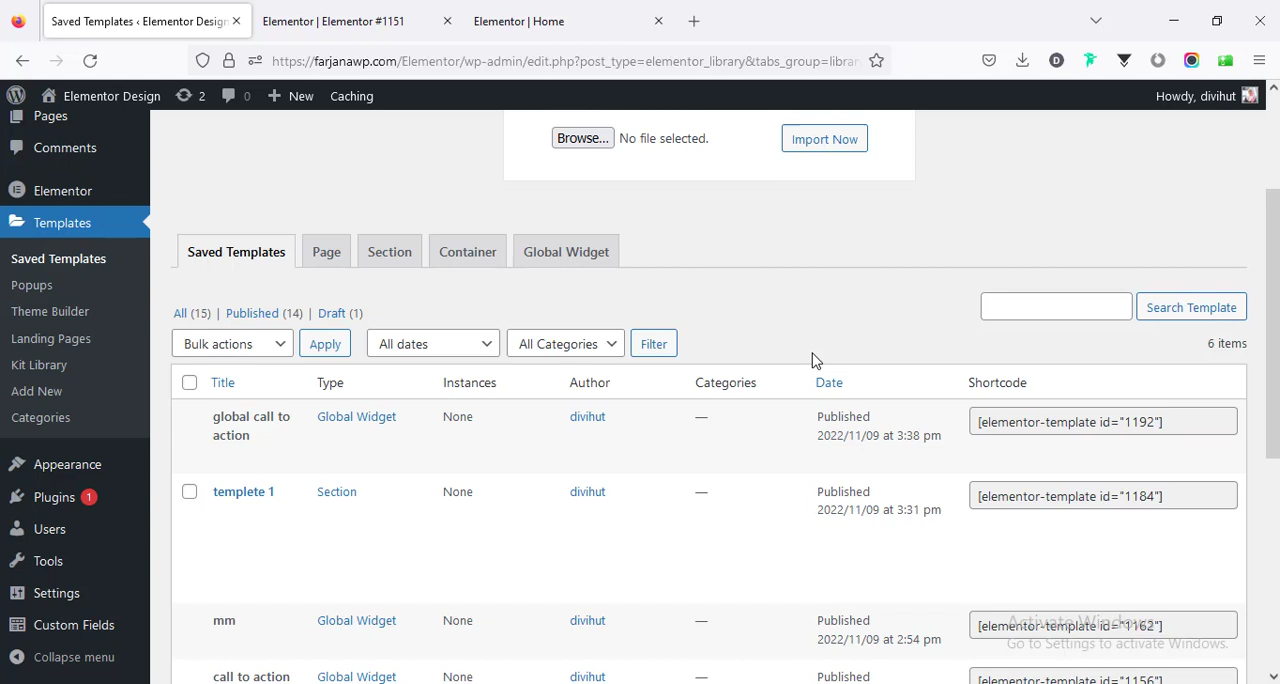 Saved Templates ‹ Elementor Design
Elementor | Elementor #1151
Elementor | Home
https://farjanawp.com/Elementor/wp-admin/edit.php?post_type=elementor_library&tabs_group=librar
Elementor Design
2
0
New
Caching
Howdy, divihut
Pages
Comments
Elementor
Templates
Saved Templates
Popups
Theme Builder
Landing Pages
Kit Library
Add New
Categories
Appearance
Plugins 1
Users
Tools
Settings
Custom Fields
Collapse menu
Browse... No file selected.
Import Now
Saved Templates
Page
Section
Container
Global Widget
All (15) | Published (14) | Draft (1)
Search Template
Bulk actions
Apply
All dates
All Categories
Filter
6 items
Title Type Instances Author Categories Date Shortcode
global call to action Global Widget None divihut — Published 2022/11/09 at 3:38 pm [elementor-template id="1192"]
templete 1 Section None divihut — Published 2022/11/09 at 3:31 pm [elementor-template id="1184"]
mm Global Widget None divihut — Published 2022/11/09 at 2:54 pm [elementor-template id="1162"]
call to action Global Widget None divihut — Published [elementor-template id="1156"]
Activate Windows
Go to Settings to activate Windows.